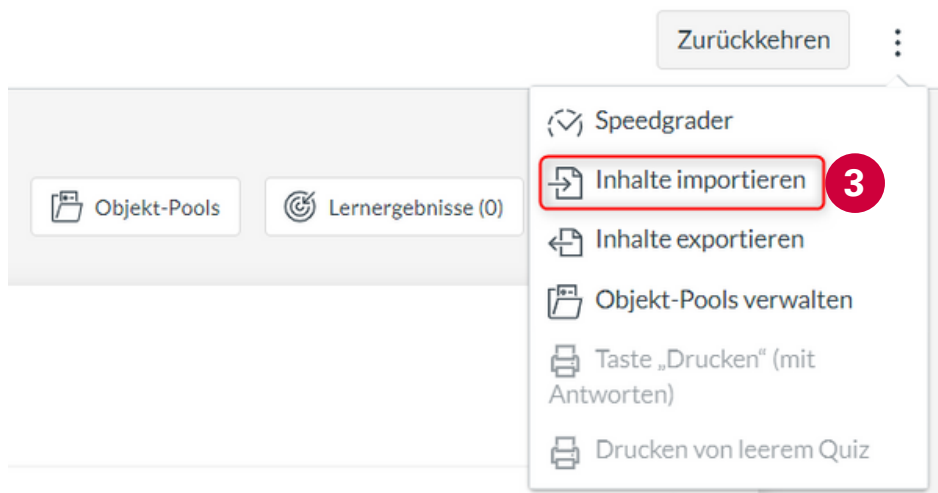 Zurückkehren
Speedgrader
Inhalte importieren 3
Objekt-Pools
Lernergebnisse (0)
Inhalte exportieren
Objekt-Pools verwalten
Taste „Drucken“ (mit
Antworten)
Drucken von leerem Quiz